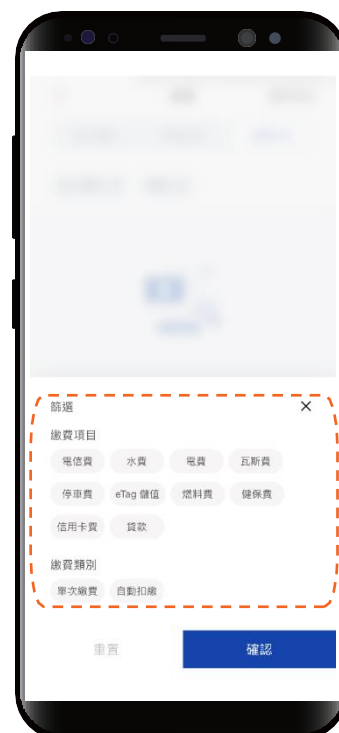 篩選 ×
繳費項目
電信費 水費 電費 瓦斯費
停車費 eTag 儲值 燃料費 健保費
信用卡費 貸款
繳費類別
單次繳費 自動扣繳
重置 確認